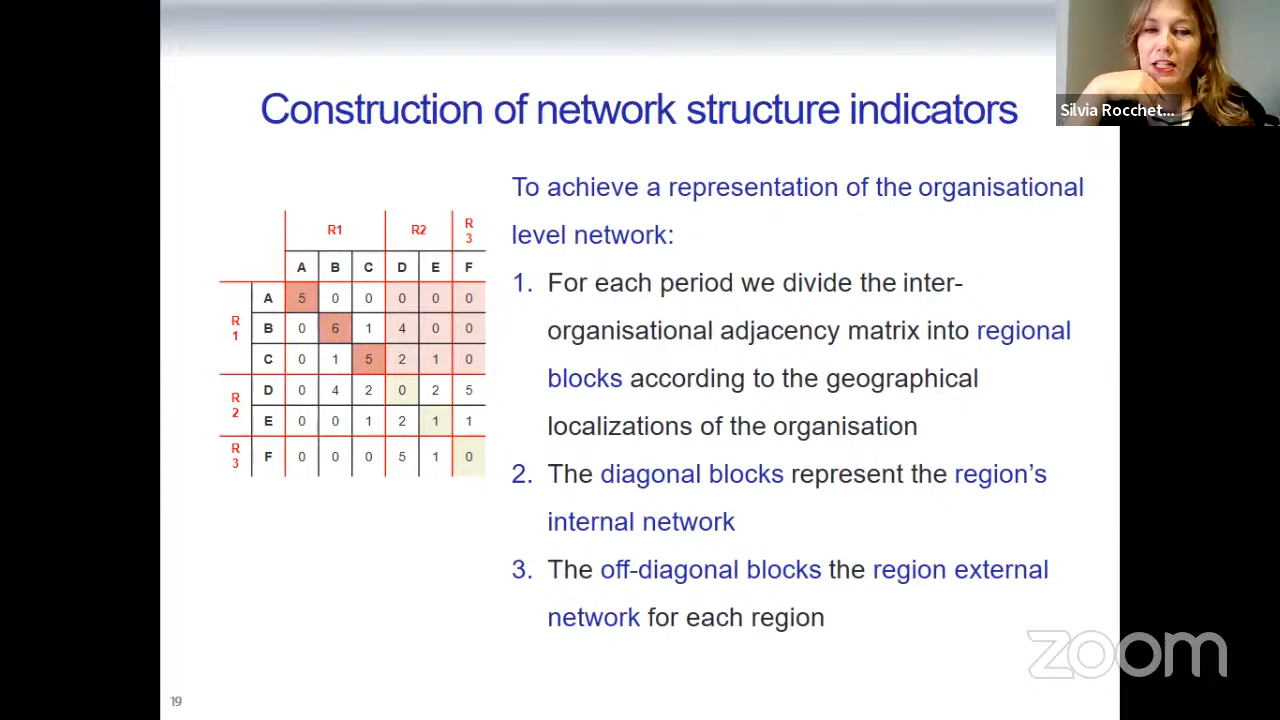 Construction of network structure indicators
Silvia Rocchet...
To achieve a representation of the organisational
level network:
1. For each period we divide the inter-
organisational adjacency matrix into regional
blocks according to the geographical
localizations of the organisation
2. The diagonal blocks represent the region's
internal network
3. The off-diagonal blocks the region external
network for each region
R1 R2 R
3
A B C D E F
R
1
A 5 0 0 0 0 0
B 0 6 1 4 0 0
C 0 1 5 2 1 0
R
2
D 0 4 2 0 2 5
E 0 0 1 2 1 1
R
3
F 0 0 0 5 1 0
zoom
19